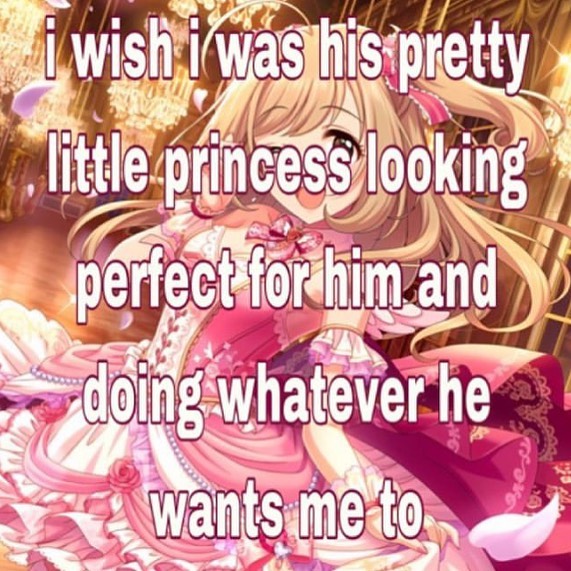 i wish i was his pretty
little princess looking
perfect for him and
doing whatever he
wants me to